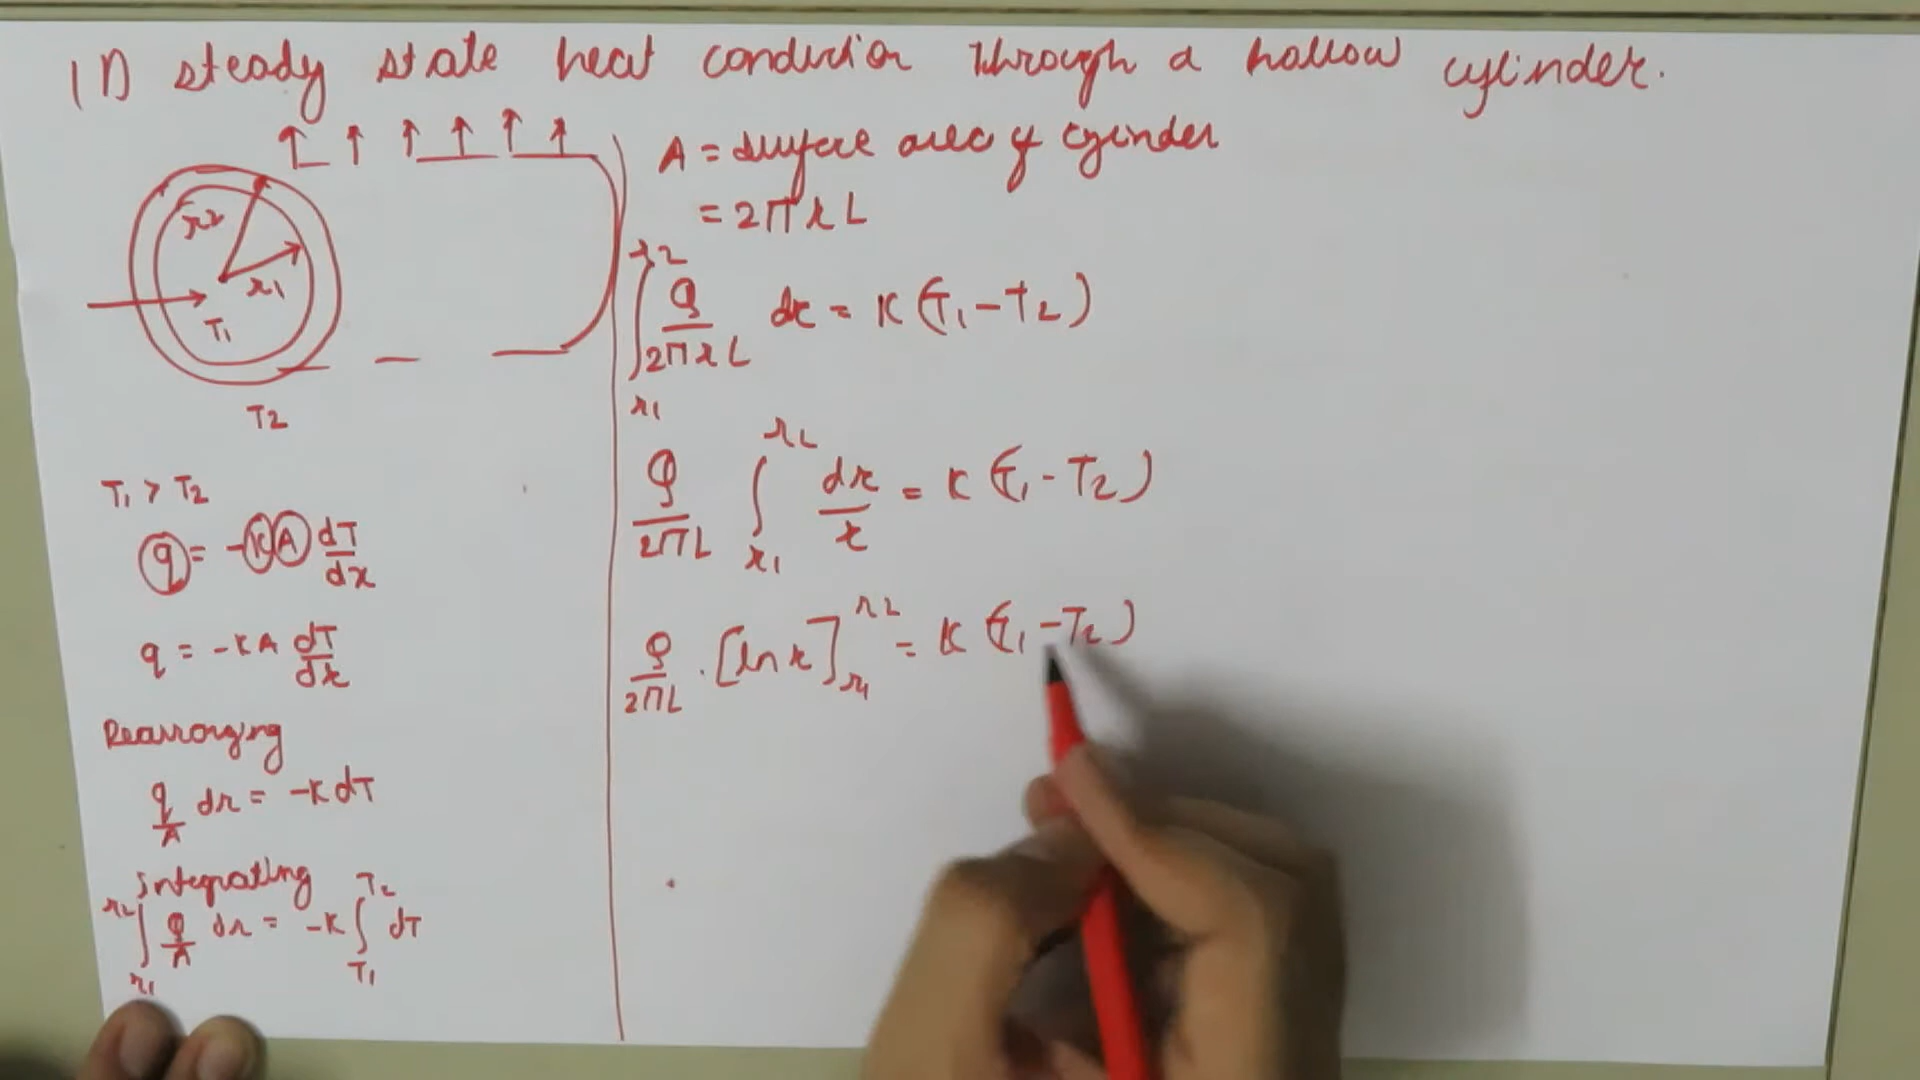 1D steady state heat conduction through a hollow cylinder.
r2
r1
T1
T2
T1 > T2
q = -KA dT/dx
q = -KA dT/dr
Rearranging
q/A dr = -K dT
integrating
∫_{r1}^{r2} q/A dr = -K ∫_{T1}^{T2} dT
A = surface area of cylinder
= 2πrL
∫_{r1}^{r2} Q/2πrL dr = K(T1-T2)
Q/2πL ∫_{r1}^{r2} dr/r = K(T1-T2)
Q/2πL . [ln r]_{r1}^{r2} = K(T1-T2)